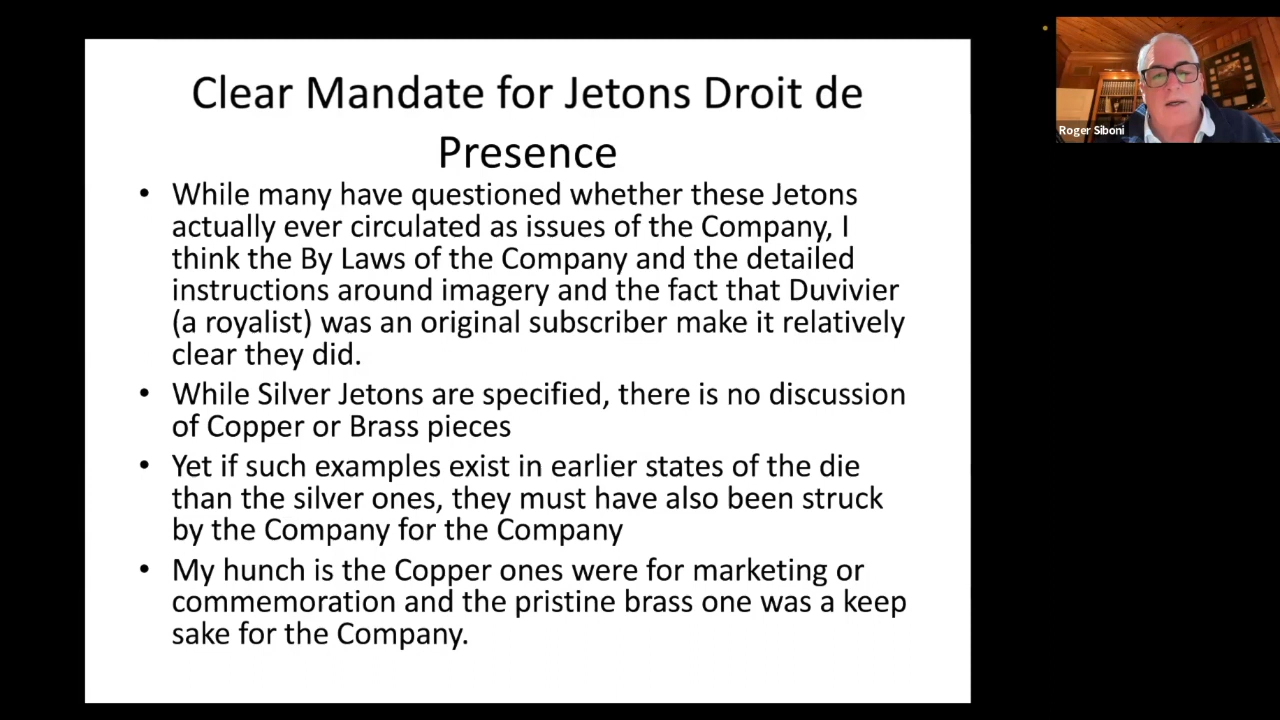 Clear Mandate for Jetons Droit de
Presence
• While many have questioned whether these Jetons
actually ever circulated as issues of the Company, I
think the By Laws of the Company and the detailed
instructions around imagery and the fact that Duvivier
(a royalist) was an original subscriber make it relatively
clear they did.
• While Silver Jetons are specified, there is no discussion
of Copper or Brass pieces
• Yet if such examples exist in earlier states of the die
than the silver ones, they must have also been struck
by the Company for the Company
• My hunch is the Copper ones were for marketing or
commemoration and the pristine brass one was a keep
sake for the Company.
Roger Siboni